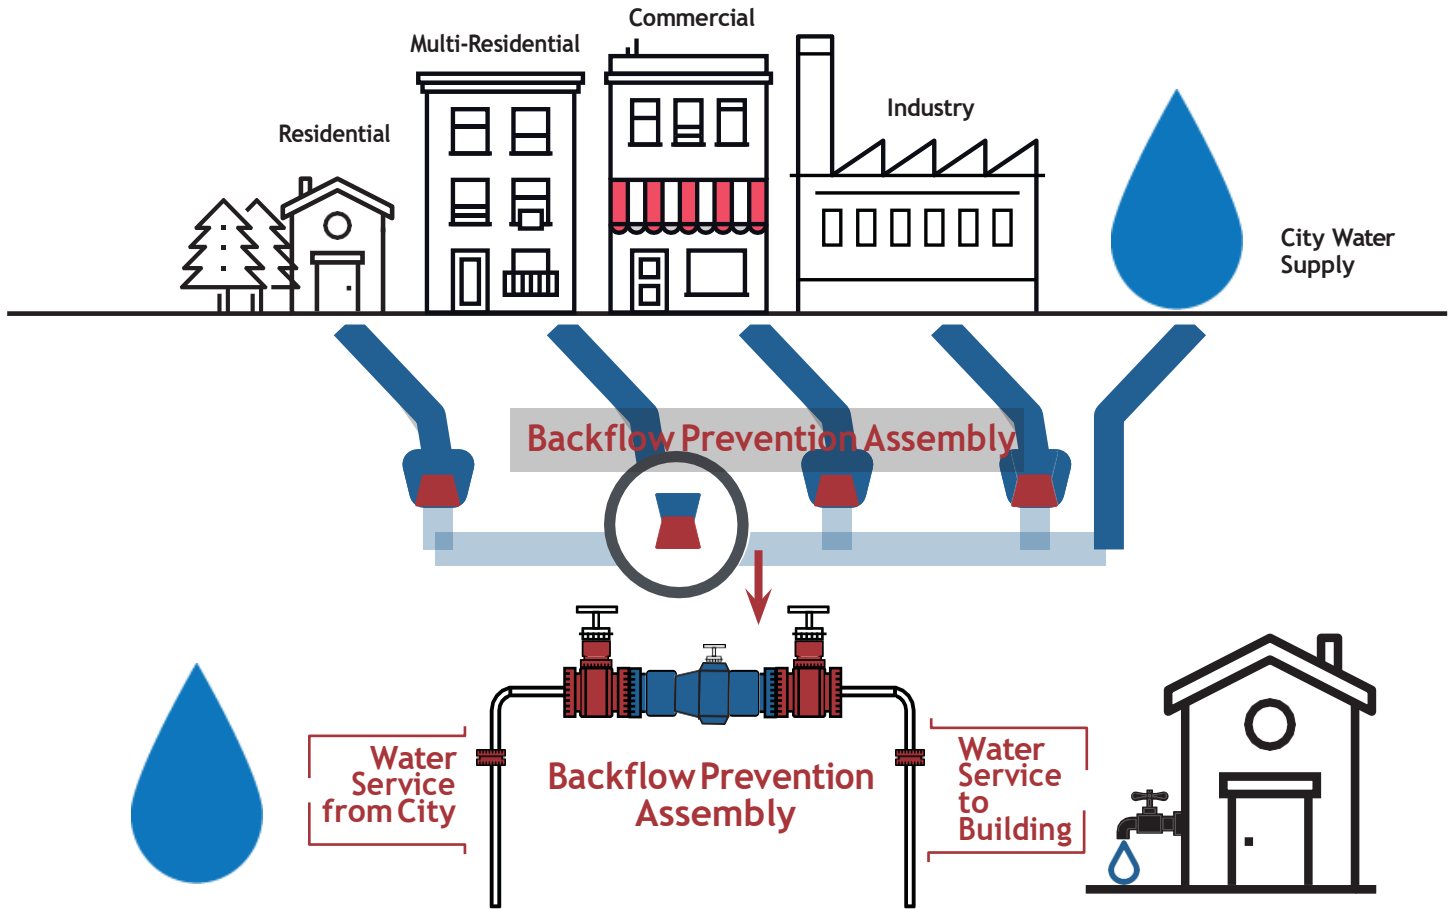 Commercial
Multi-Residential
Industry
Residential
City Water
Supply
Backflow Prevention Assembly
Water
Service
from City
Backflow Prevention
Assembly
Water
Service
to
Building